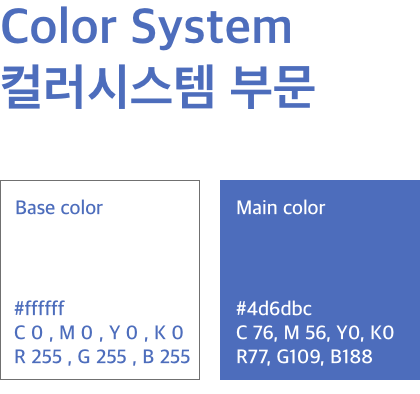 Color System
컬러시스템 부문
Base color
#ffffff
C 0 , M 0 , Y 0 , K 0
R 255 , G 255 , B 255
Main color
#4d6dbc
C 76, M 56, Y0, K0
R77, G109, B188